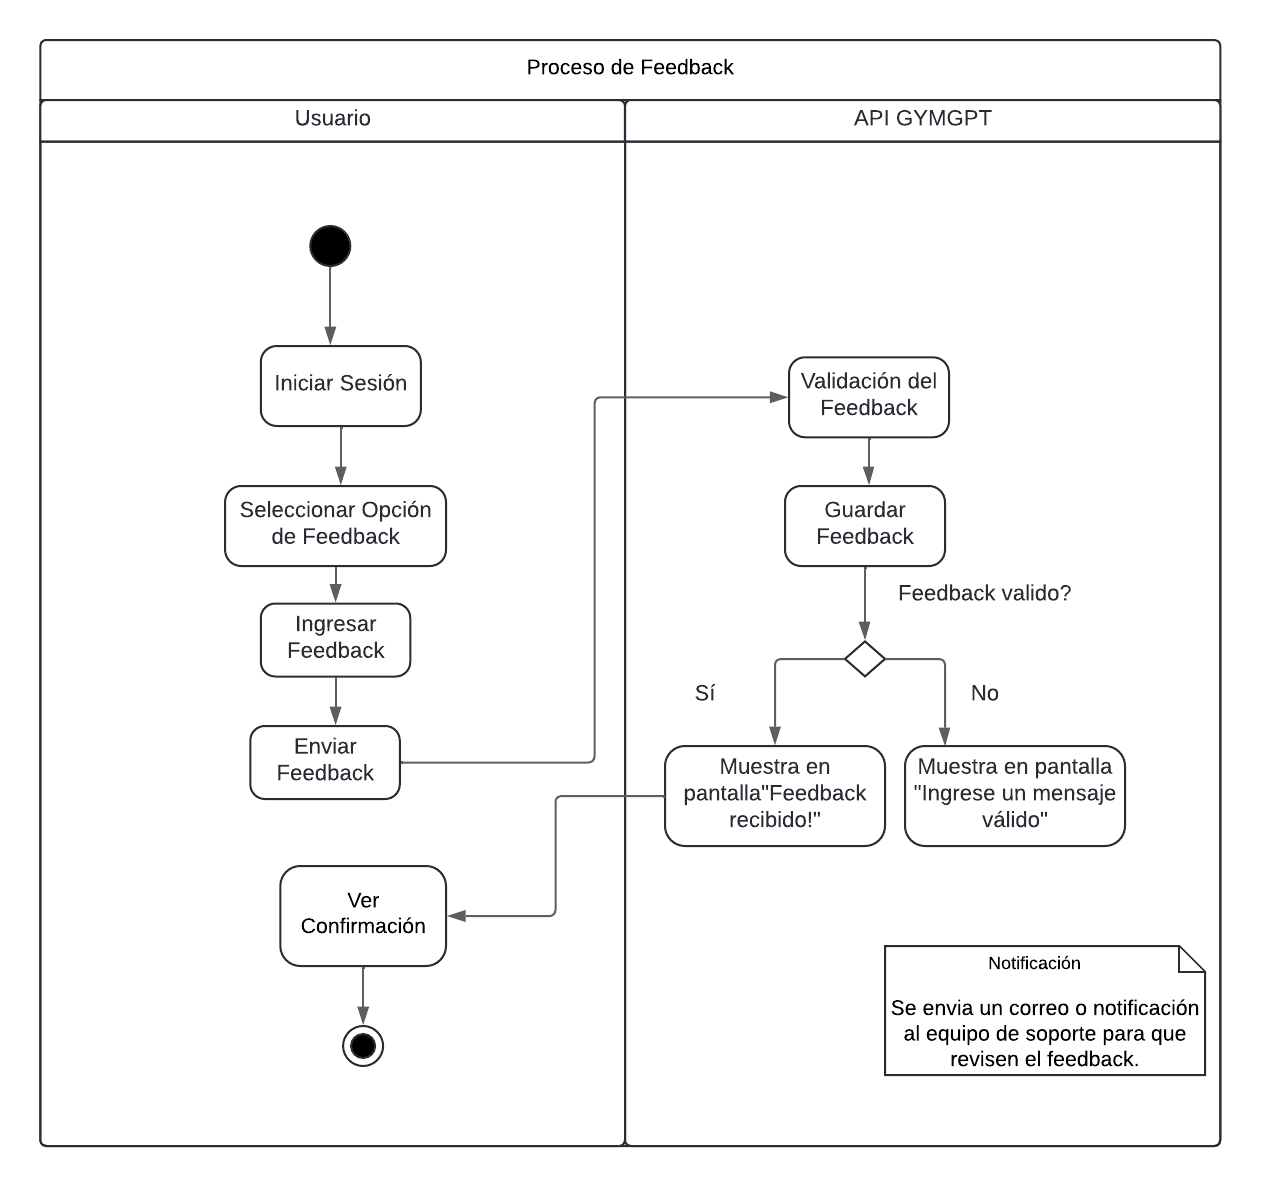 Proceso de Feedback
Usuario
API GYMGPT
Iniciar Sesión
Seleccionar Opción
de Feedback
Ingresar
Feedback
Enviar
Feedback
Ver
Confirmación
Validación del
Feedback
Guardar
Feedback
Feedback valido?
Sí
No
Muestra en
pantalla"Feedback
recibido!"
Muestra en pantalla
"Ingrese un mensaje
válido"
Notificación
Se envia un correo o notificación
al equipo de soporte para que
revisen el feedback.